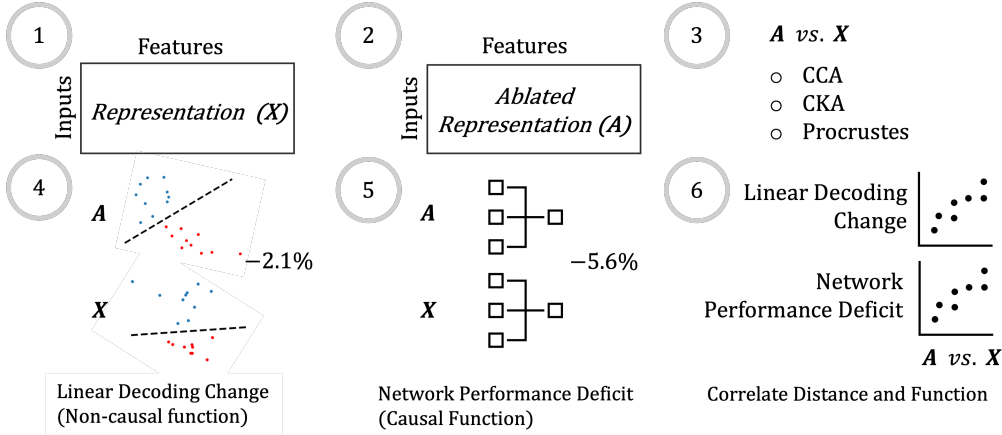 1
Features
Inputs
Representation (X)
2
Features
Inputs
Ablated
Representation (A)
3
A vs. X
CCA
CKA
Procrustes
4
A
−2.1%
X
Linear Decoding Change
(Non-causal function)
5
A
−5.6%
X
Network Performance Deficit
(Causal Function)
6
Linear Decoding
Change
Network
Performance Deficit
A vs. X
Correlate Distance and Function